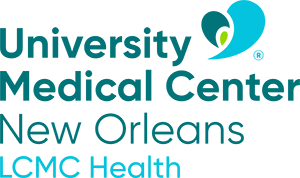 University
Medical Center
New Orleans
LCMC Health
®